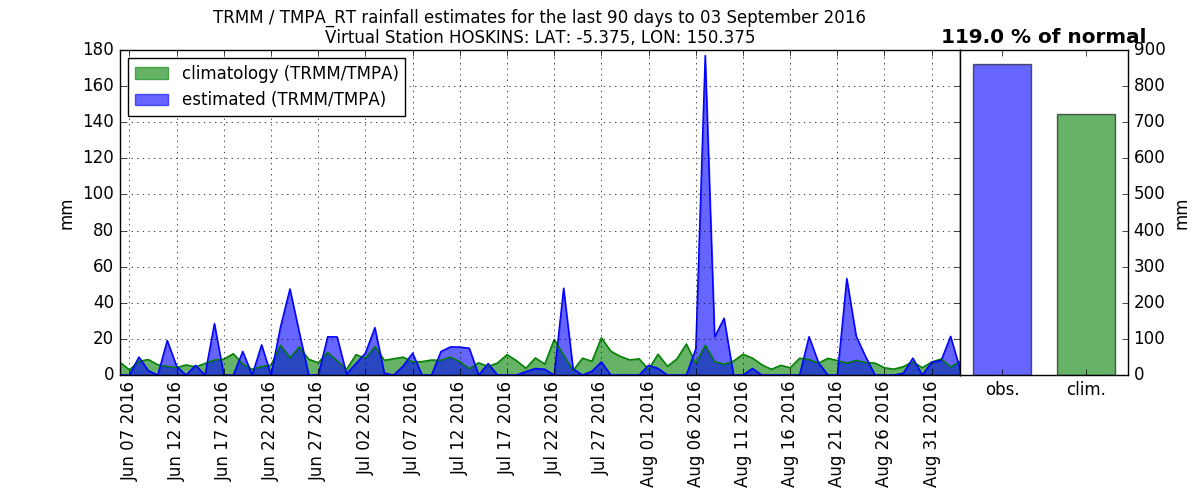 TRMM / TMPA_RT rainfall estimates for the last 90 days to 03 September 2016
Virtual Station HOSKINS: LAT: -5.375, LON: 150.375
119.0 % of normal
climatology (TRMM/TMPA)
estimated (TRMM/TMPA)
180
160
140
120
100
80
60
40
20
0
mm
Jun 07 2016
Jun 12 2016
Jun 17 2016
Jun 22 2016
Jun 27 2016
Jul 02 2016
Jul 07 2016
Jul 12 2016
Jul 17 2016
Jul 22 2016
Jul 27 2016
Aug 01 2016
Aug 06 2016
Aug 11 2016
Aug 16 2016
Aug 21 2016
Aug 26 2016
Aug 31 2016
obs.
clim.
900
800
700
600
500
400
300
200
100
0
mm